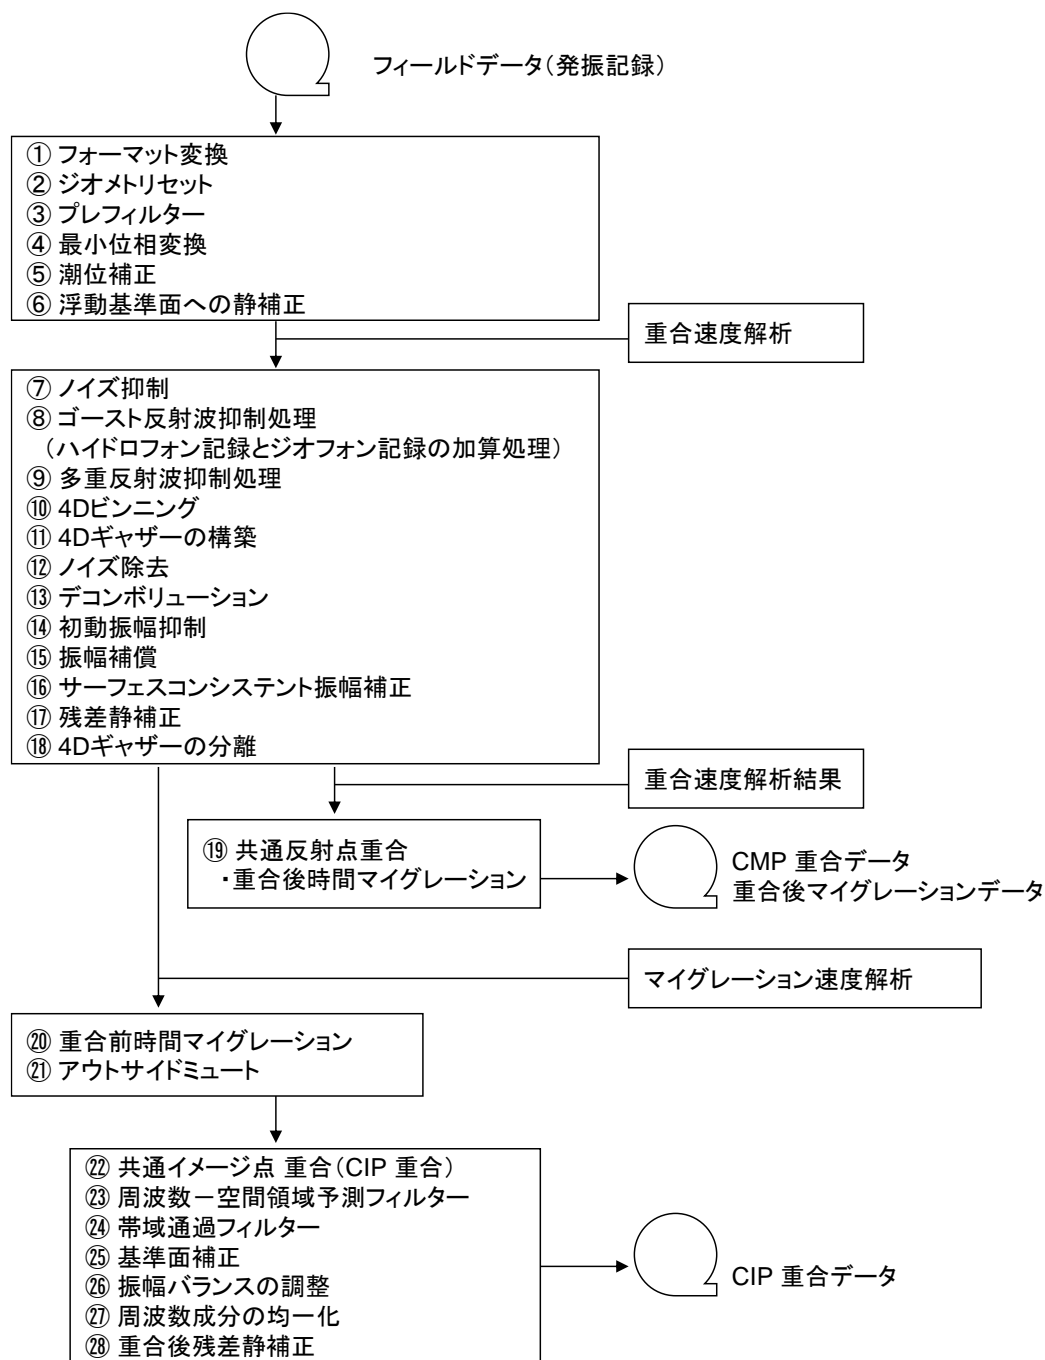 フィールドデータ（発振記録）
① フォーマット変換
② ジオメトリセット
③ プレフィルター
④ 最小位相変換
⑤ 潮位補正
⑥ 浮動基準面への静補正
重合速度解析
⑦ ノイズ抑制
⑧ ゴースト反射波抑制処理
（ハイドロフォン記録とジオフォン記録の加算処理）
⑨ 多重反射波抑制処理
⑩ 4Dビンニング
⑪ 4Dギャザーの構築
⑫ ノイズ除去
⑬ デコンボリューション
⑭ 初動振幅抑制
⑮ 振幅補償
⑯ サーフェスコンシステント振幅補正
⑰ 残差静補正
⑱ 4Dギャザーの分離
重合速度解析結果
⑲ 共通反射点重合
・重合後時間マイグレーション
CMP 重合データ
重合後マイグレーションデータ
マイグレーション速度解析
⑳ 重合前時間マイグレーション
㉑ アウトサイドミュート
㉒ 共通イメージ点 重合（CIP 重合）
㉓ 周波数－空間領域予測フィルター
㉔ 帯域通過フィルター
㉕ 基準面補正
㉖ 振幅バランスの調整
㉗ 周波数成分の均一化
㉘ 重合後残差静補正
CIP 重合データ